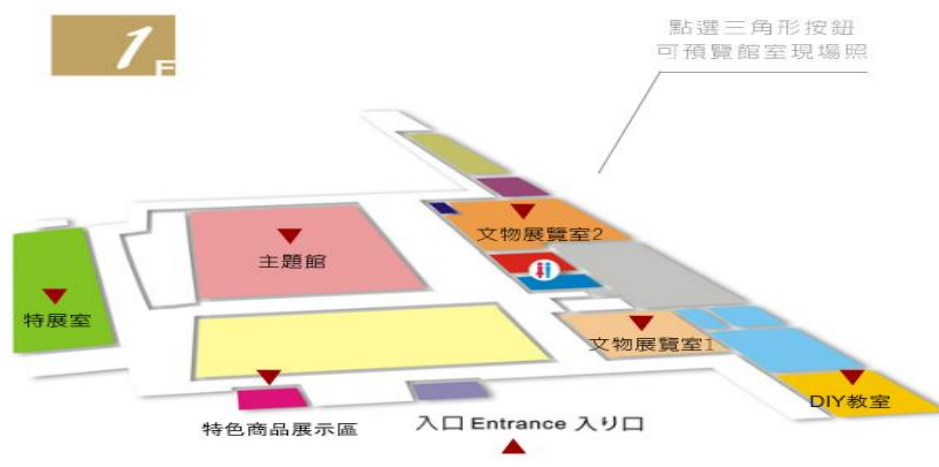 1F
點選三角形按鈕
可預覽館室現場照
文物展覽室2
主題館
特展室
文物展覽室1
DIY教室
特色商品展示區
入口 Entrance 入り口